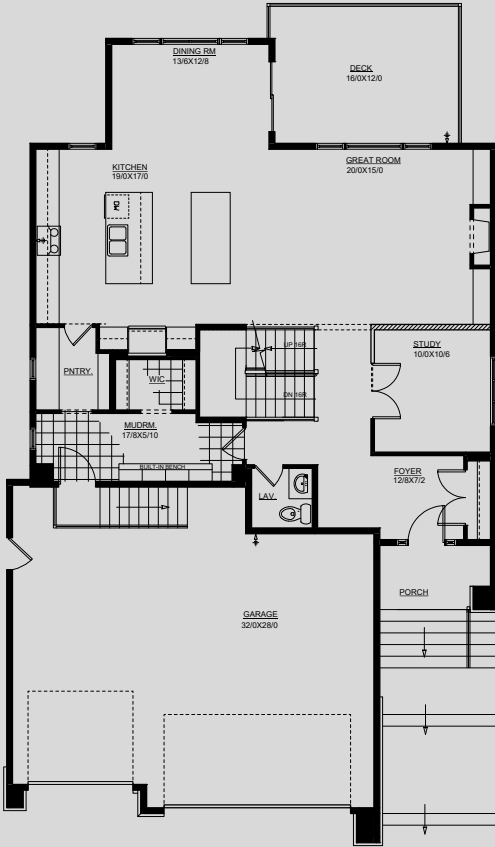 DINING RM
13/6X12/8
DECK
16/0X12/0
KITCHEN
19/0X17/0
GREAT ROOM
20/0X15/0
DW
UP 16R
STUDY
10/0X10/6
PNTRY.
WIC
DN 16R
MUDRM.
17/8X5/10
BUILT-IN BENCH
FOYER
12/8X7/2
LAV.
PORCH
GARAGE
32/0X28/0